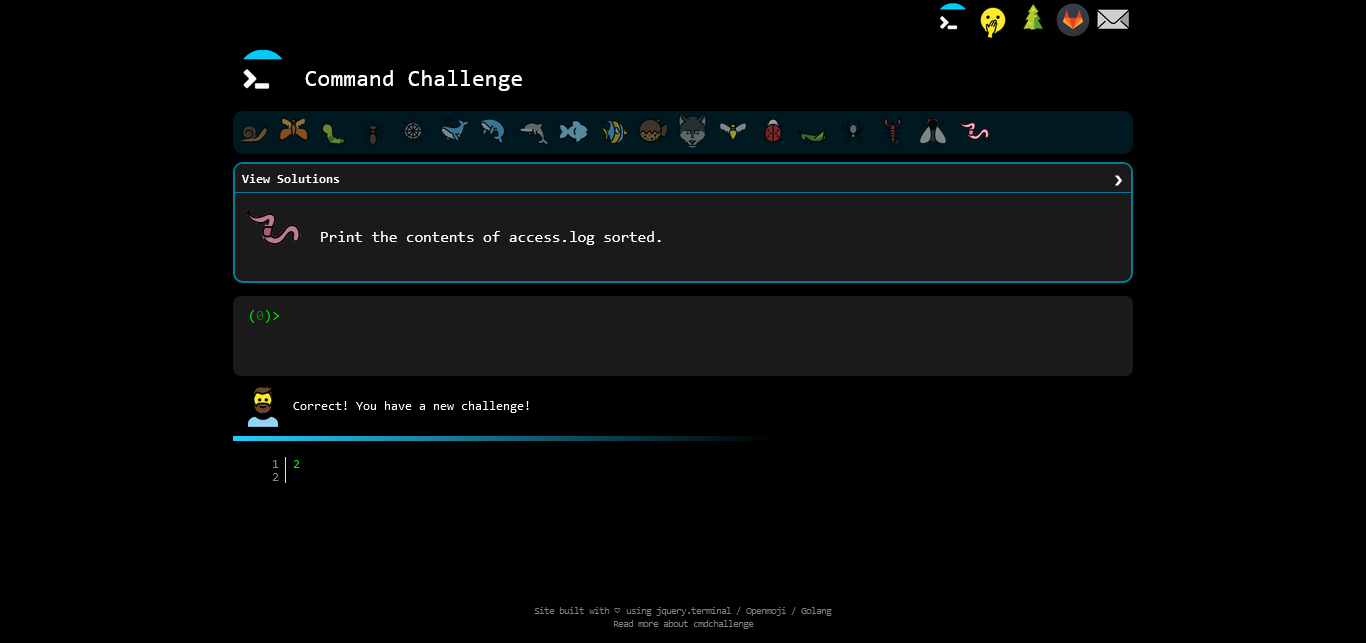 Command Challenge
View Solutions
Print the contents of access.log sorted.
(0)>
Correct! You have a new challenge!
1 2
2
Site built with ♡ using jquery.terminal / Openmoji / Golang
Read more about cmdchallenge